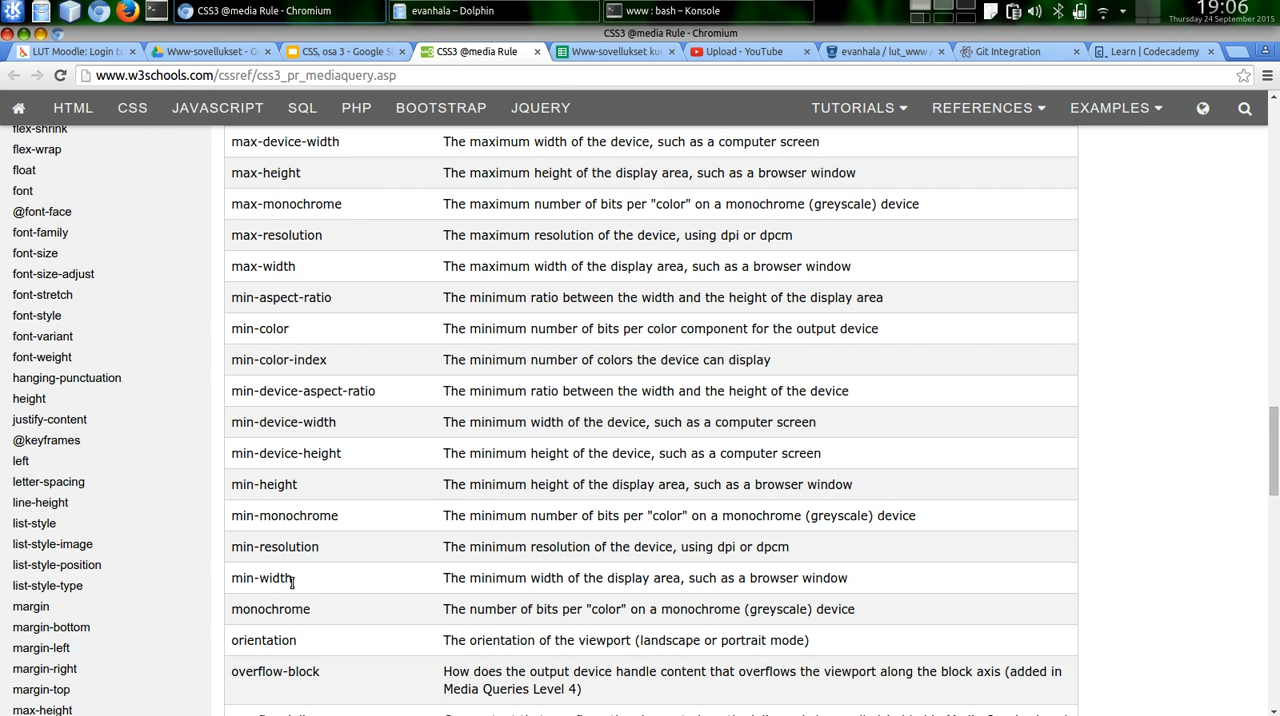 CSS3 @media Rule - Chromium
evanhala – Dolphin
www : bash – Konsole
19:06
Thursday 24 September 2015
CSS3 @media Rule - Chromium
LUT Moodle: Login t
Www-sovellukset - G
CSS, osa 3 - Google S
CSS3 @media Rule
Www-sovellukset ku
Upload - YouTube
evanhala / lut_www /
Git Integration
Learn | Codecademy
www.w3schools.com/cssref/css3_pr_mediaquery.asp
HTML CSS JAVASCRIPT SQL PHP BOOTSTRAP JQUERY TUTORIALS REFERENCES EXAMPLES
flex-shrink
flex-wrap
float
font
@font-face
font-family
font-size
font-size-adjust
font-stretch
font-style
font-variant
font-weight
hanging-punctuation
height
justify-content
@keyframes
left
letter-spacing
line-height
list-style
list-style-image
list-style-position
list-style-type
margin
margin-bottom
margin-left
margin-right
margin-top
max-height
max-device-width The maximum width of the device, such as a computer screen
max-height The maximum height of the display area, such as a browser window
max-monochrome The maximum number of bits per "color" on a monochrome (greyscale) device
max-resolution The maximum resolution of the device, using dpi or dpcm
max-width The maximum width of the display area, such as a browser window
min-aspect-ratio The minimum ratio between the width and the height of the display area
min-color The minimum number of bits per color component for the output device
min-color-index The minimum number of colors the device can display
min-device-aspect-ratio The minimum ratio between the width and the height of the device
min-device-width The minimum width of the device, such as a computer screen
min-device-height The minimum height of the device, such as a computer screen
min-height The minimum height of the display area, such as a browser window
min-monochrome The minimum number of bits per "color" on a monochrome (greyscale) device
min-resolution The minimum resolution of the device, using dpi or dpcm
min-width The minimum width of the display area, such as a browser window
monochrome The number of bits per "color" on a monochrome (greyscale) device
orientation The orientation of the viewport (landscape or portrait mode)
overflow-block How does the output device handle content that overflows the viewport along the block axis (added in
Media Queries Level 4)